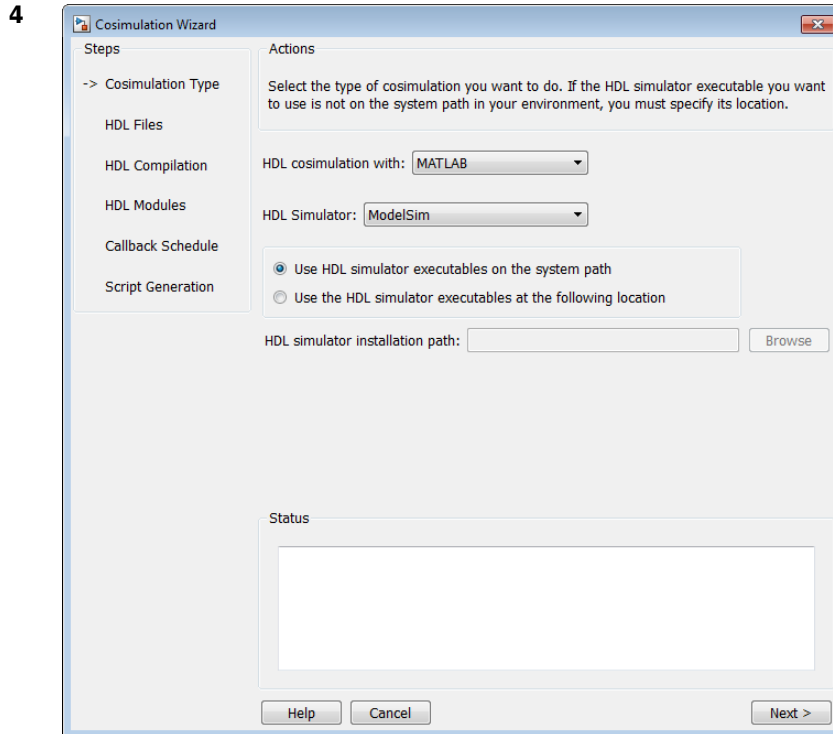 4
Cosimulation Wizard
Steps
-> Cosimulation Type
HDL Files
HDL Compilation
HDL Modules
Callback Schedule
Script Generation
Actions
Select the type of cosimulation you want to do. If the HDL simulator executable you want
to use is not on the system path in your environment, you must specify its location.
HDL cosimulation with: MATLAB
HDL Simulator: ModelSim
Use HDL simulator executables on the system path
Use the HDL simulator executables at the following location
HDL simulator installation path: Browse
Status
Help Cancel Next >